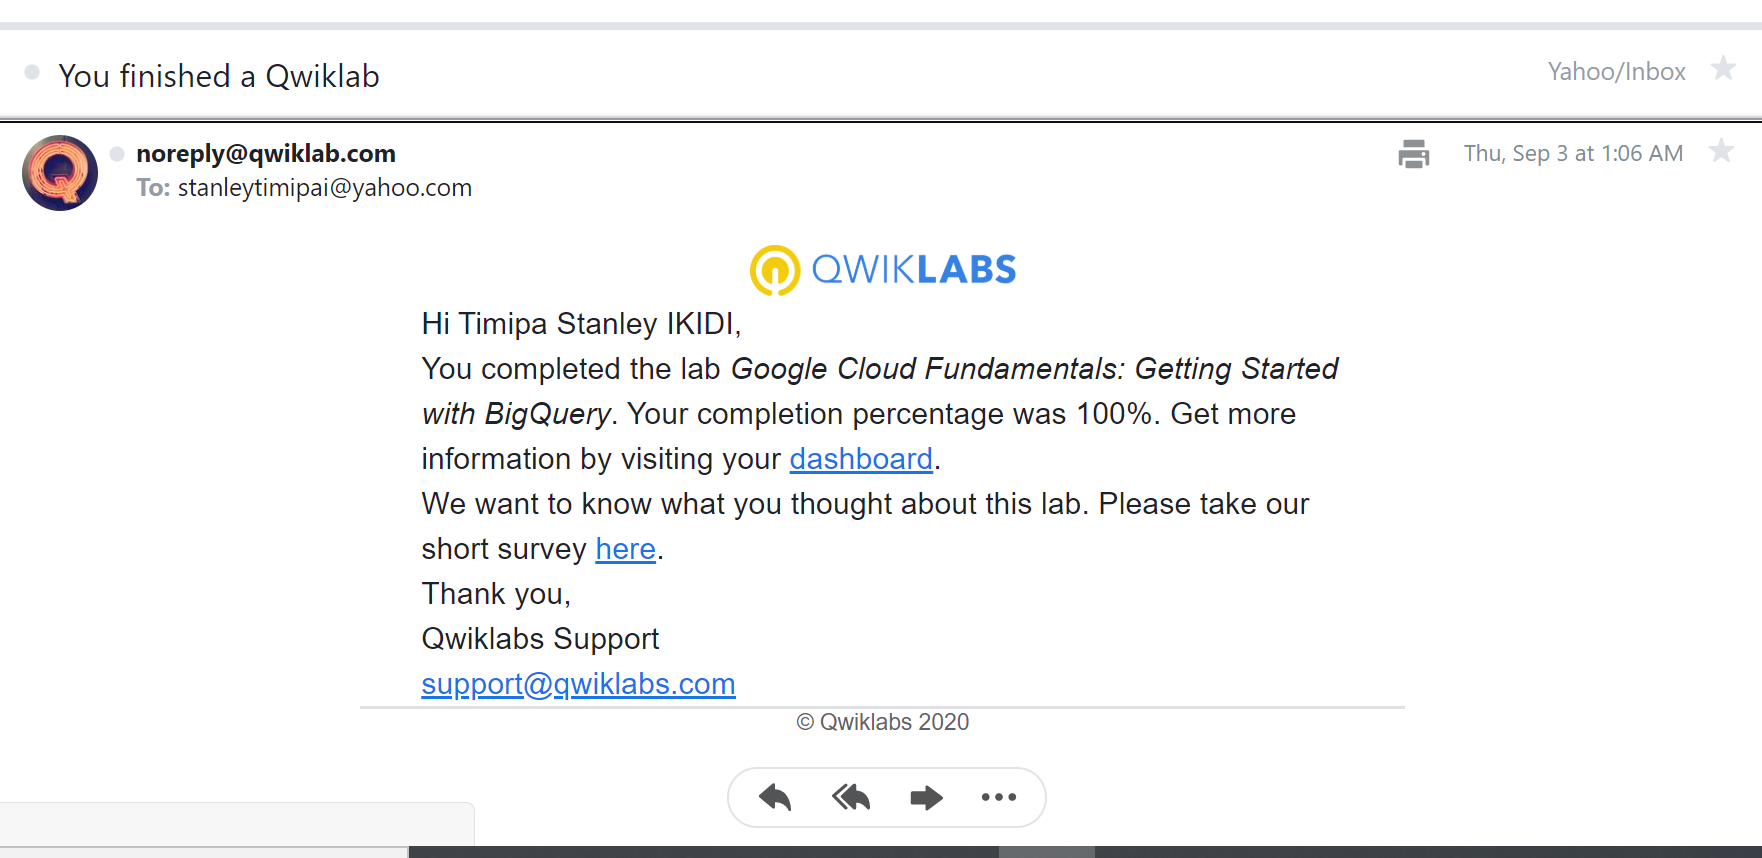 You finished a Qwiklab
Yahoo/Inbox
noreply@qwiklab.com
Thu, Sep 3 at 1:06 AM
To: stanleytimipai@yahoo.com
QWIKLABS
Hi Timipa Stanley IKIDI,
You completed the lab Google Cloud Fundamentals: Getting Started
with BigQuery. Your completion percentage was 100%. Get more
information by visiting your dashboard.
We want to know what you thought about this lab. Please take our
short survey here.
Thank you,
Qwiklabs Support
support@qwiklabs.com
© Qwiklabs 2020